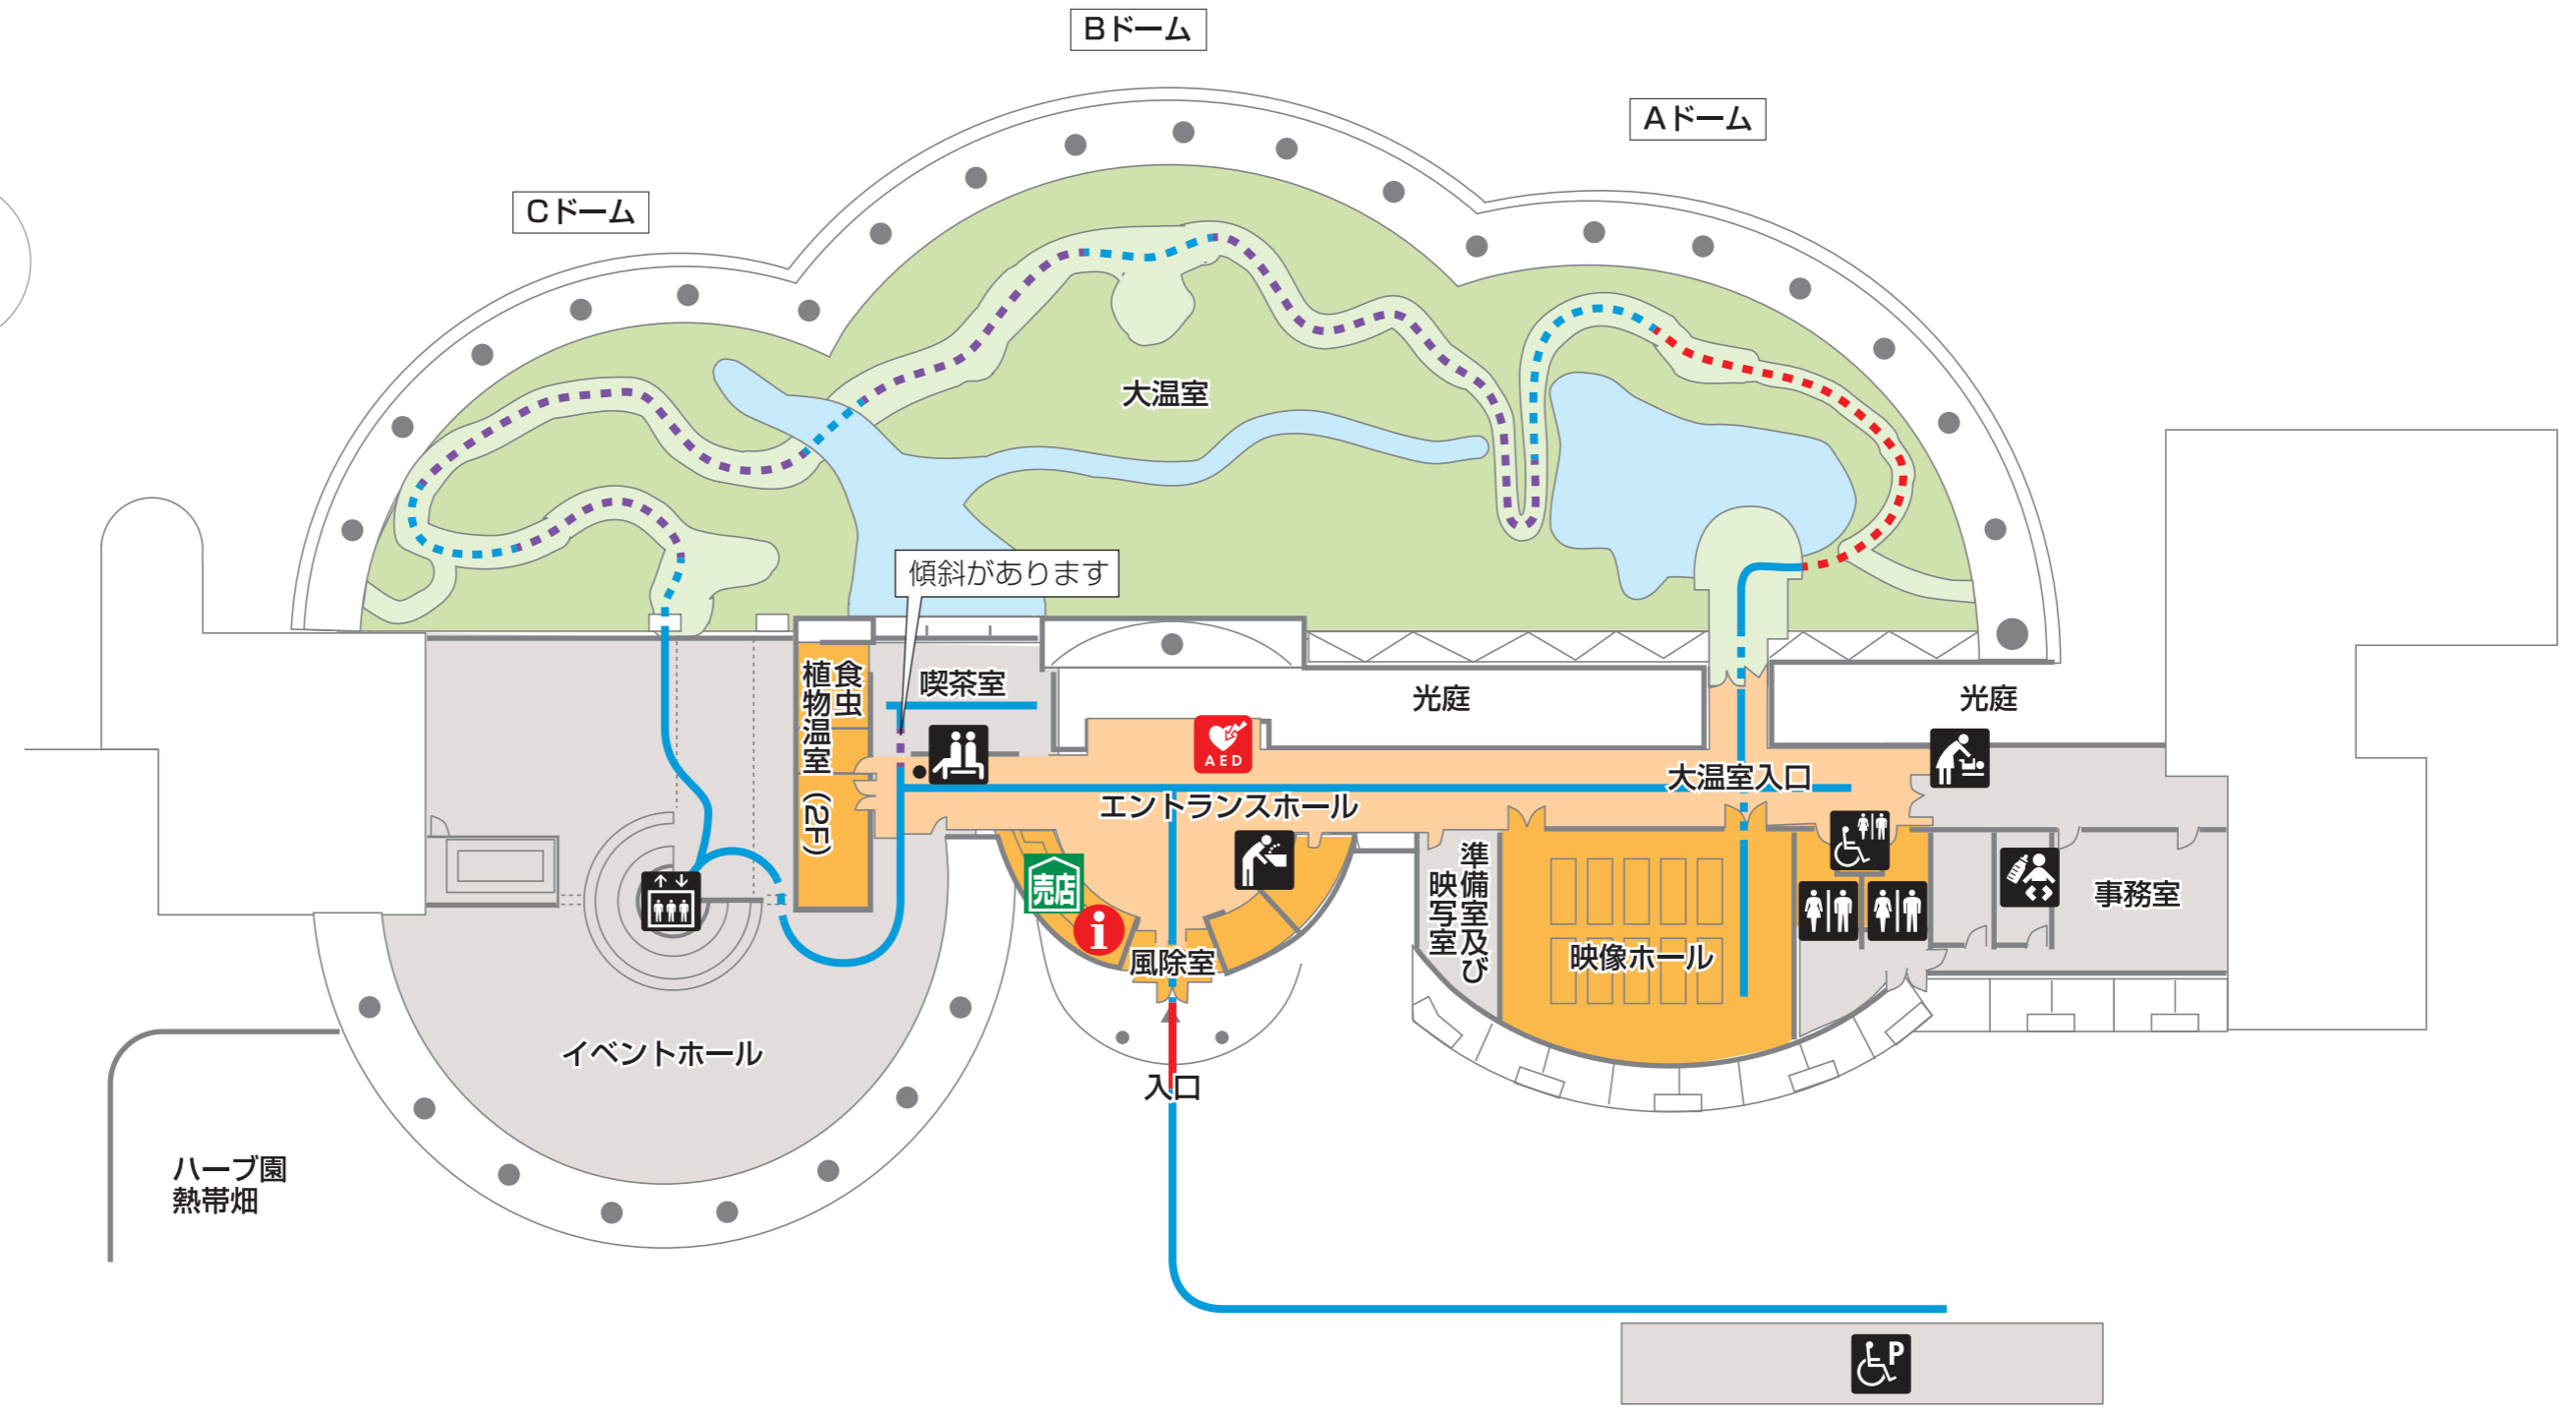 Bドーム
Aドーム
Cドーム
大温室
傾斜があります
食虫
植物温室（2F）
喫茶室
光庭
光庭
AED
大温室入口
エントランスホール
売店
i
風除室
準備室及び
映写室
映像ホール
事務室
イベントホール
入口
ハーブ園
熱帯畑
P